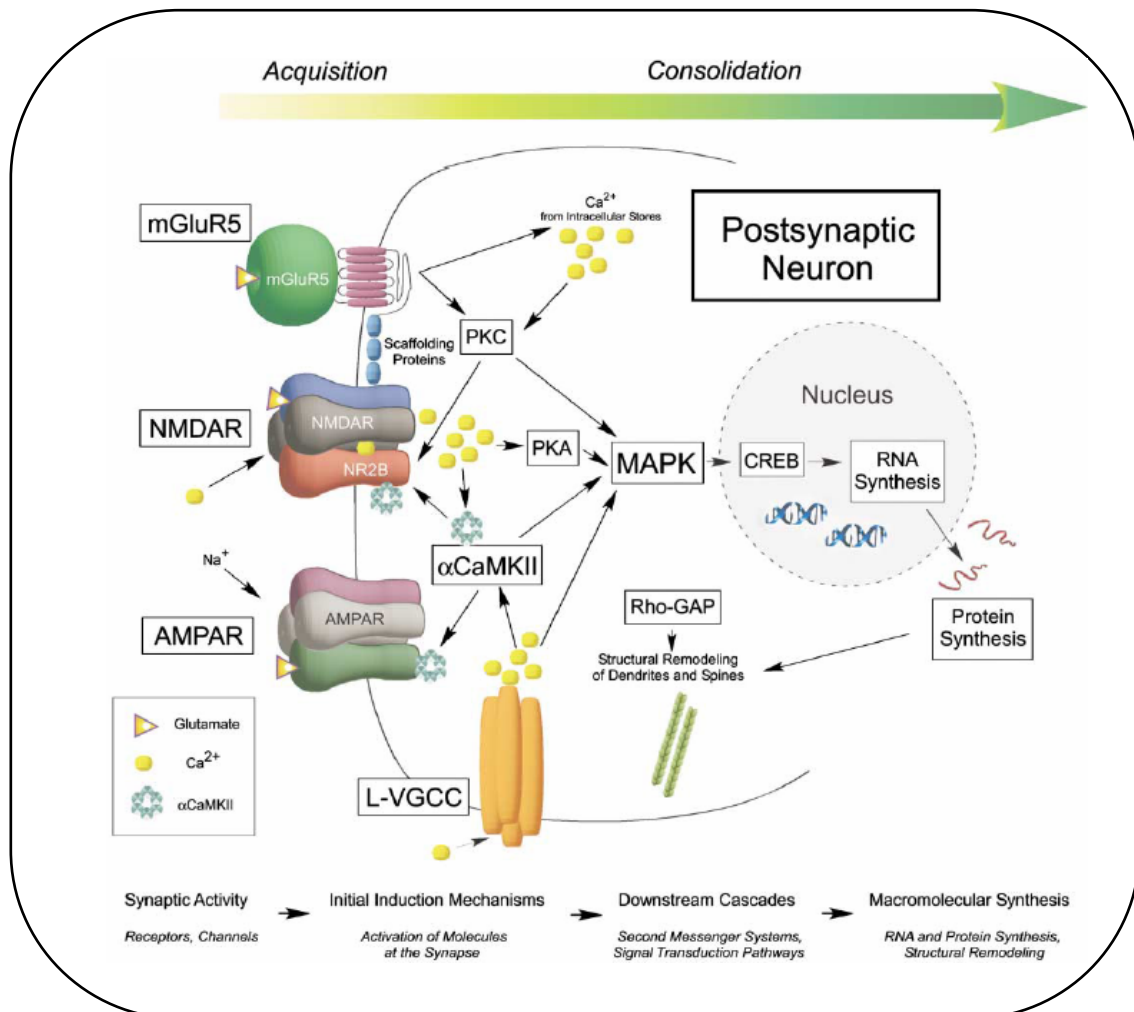 Acquisition
Consolidation
mGluR5
mGluR5
Ca2+
from Intracellular Stores
Postsynaptic
Neuron
PKC
Scaffolding
Proteins
NMDAR
NMDAR
NR2B
PKA
MAPK
Nucleus
CREB
RNA
Synthesis
αCaMKII
Na+
AMPAR
AMPAR
Rho-GAP
Structural Remodeling
of Dendrites and Spines
Protein
Synthesis
Glutamate
Ca2+
αCaMKII
L-VGCC
Synaptic Activity
Receptors, Channels
Initial Induction Mechanisms
Activation of Molecules
at the Synapse
Downstream Cascades
Second Messenger Systems,
Signal Transduction Pathways
Macromolecular Synthesis
RNA and Protein Synthesis,
Structural Remodeling